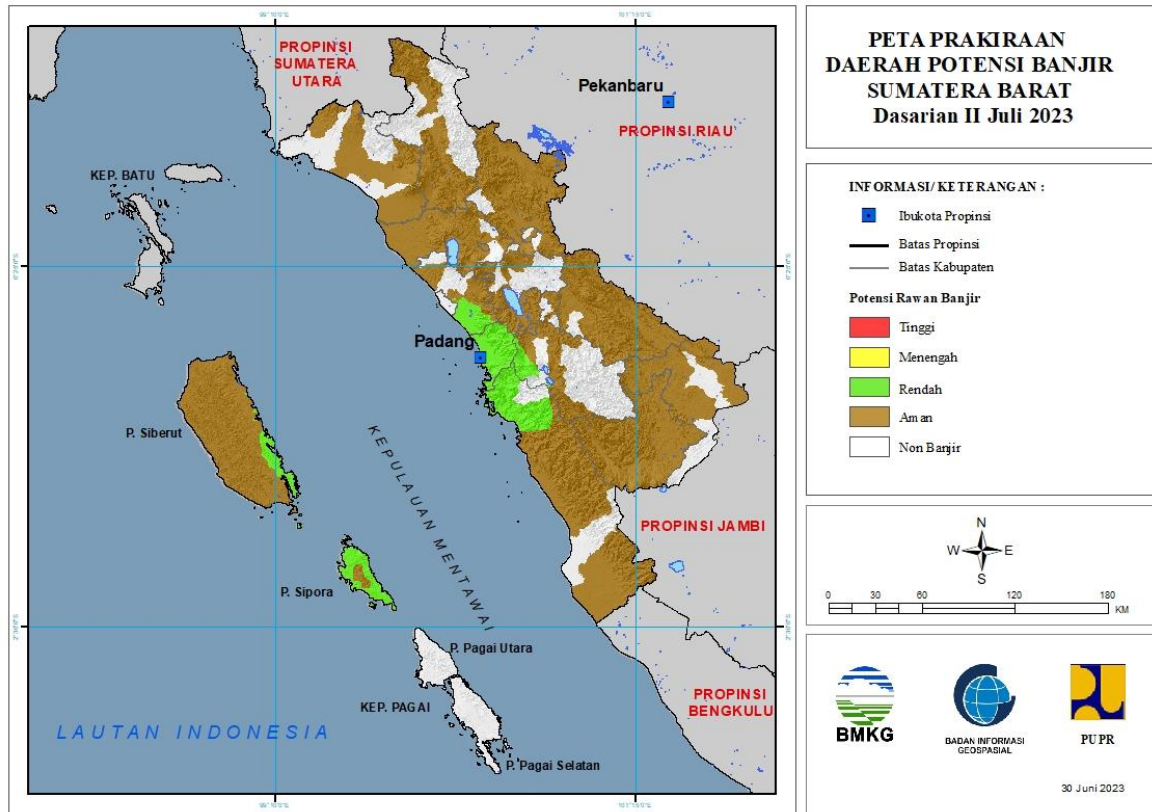 PETA PRAKIRAAN
DAERAH POTENSI BANJIR
SUMATERA BARAT
Dasarian II Juli 2023
INFORMASI/ KETERANGAN :
Ibukota Propinsi
Batas Propinsi
Batas Kabupaten
Potensi Rawan Banjir
Tinggi
Menengah
Rendah
Aman
Non Banjir
N
W E
S
0 30 60 120 180
KM
BMKG
BADAN INFORMASI
GEOSPASIAL
PUPR
30 Juni 2023
PROPINSI
SUMATERA
UTARA
Pekanbaru
PROPINSI RIAU
KEP. BATU
Padang
P. Siberut
KEPULAUAN MENTAWAI
PROPINSI JAMBI
P. Sipora
P. Pagai Utara
KEP. PAGAI
PROPINSI
BENGKULU
LAUTAN INDONESIA
P. Pagai Selatan